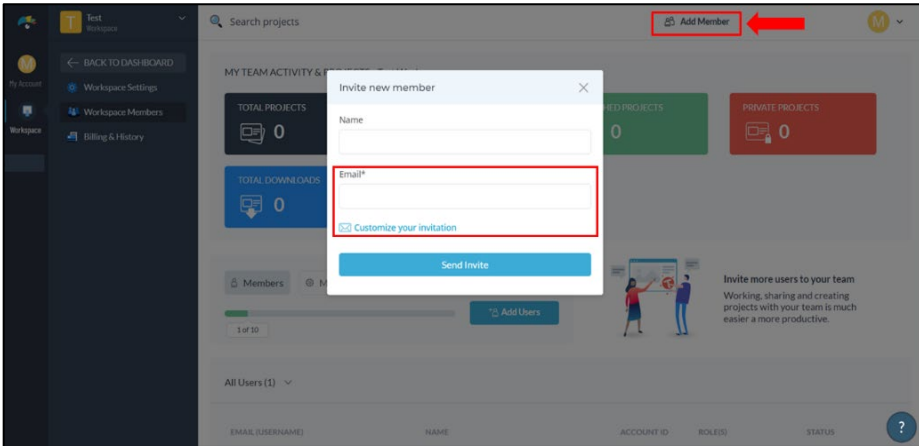 Test
Workspace
Search projects
Add Member
M
M
My Account
Workspace
BACK TO DASHBOARD
Workspace Settings
Workspace Members
Billing & History
MY TEAM ACTIVITY &
TOTAL PROJECTS
0
HED PROJECTS
0
PRIVATE PROJECTS
0
TOTAL DOWNLOADS
0
Invite new member
Name
Email*
Customize your invitation
Send Invite
Members
M
Add Users
1 of 10
Invite more users to your team
Working, sharing and creating
projects with your team is much
easier a more productive.
All Users (1)
EMAIL (USERNAME) NAME ACCOUNT ID ROLE(S) STATUS
?